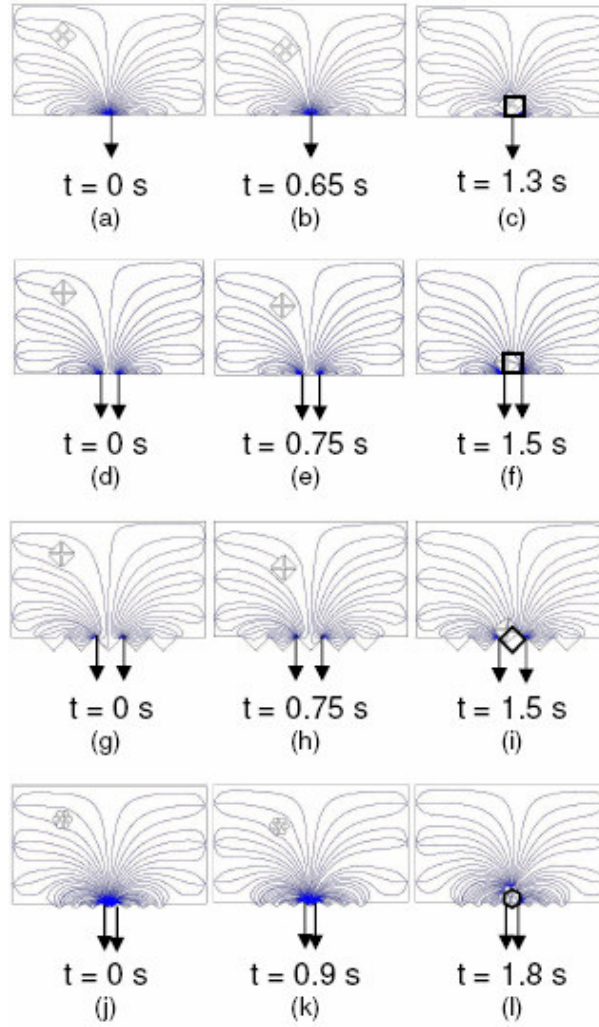 t = 0 s t = 0.65 s t = 1.3 s
(a) (b) (c)
t = 0 s t = 0.75 s t = 1.5 s
(d) (e) (f)
t = 0 s t = 0.75 s t = 1.5 s
(g) (h) (i)
t = 0 s t = 0.9 s t = 1.8 s
(j) (k) (l)